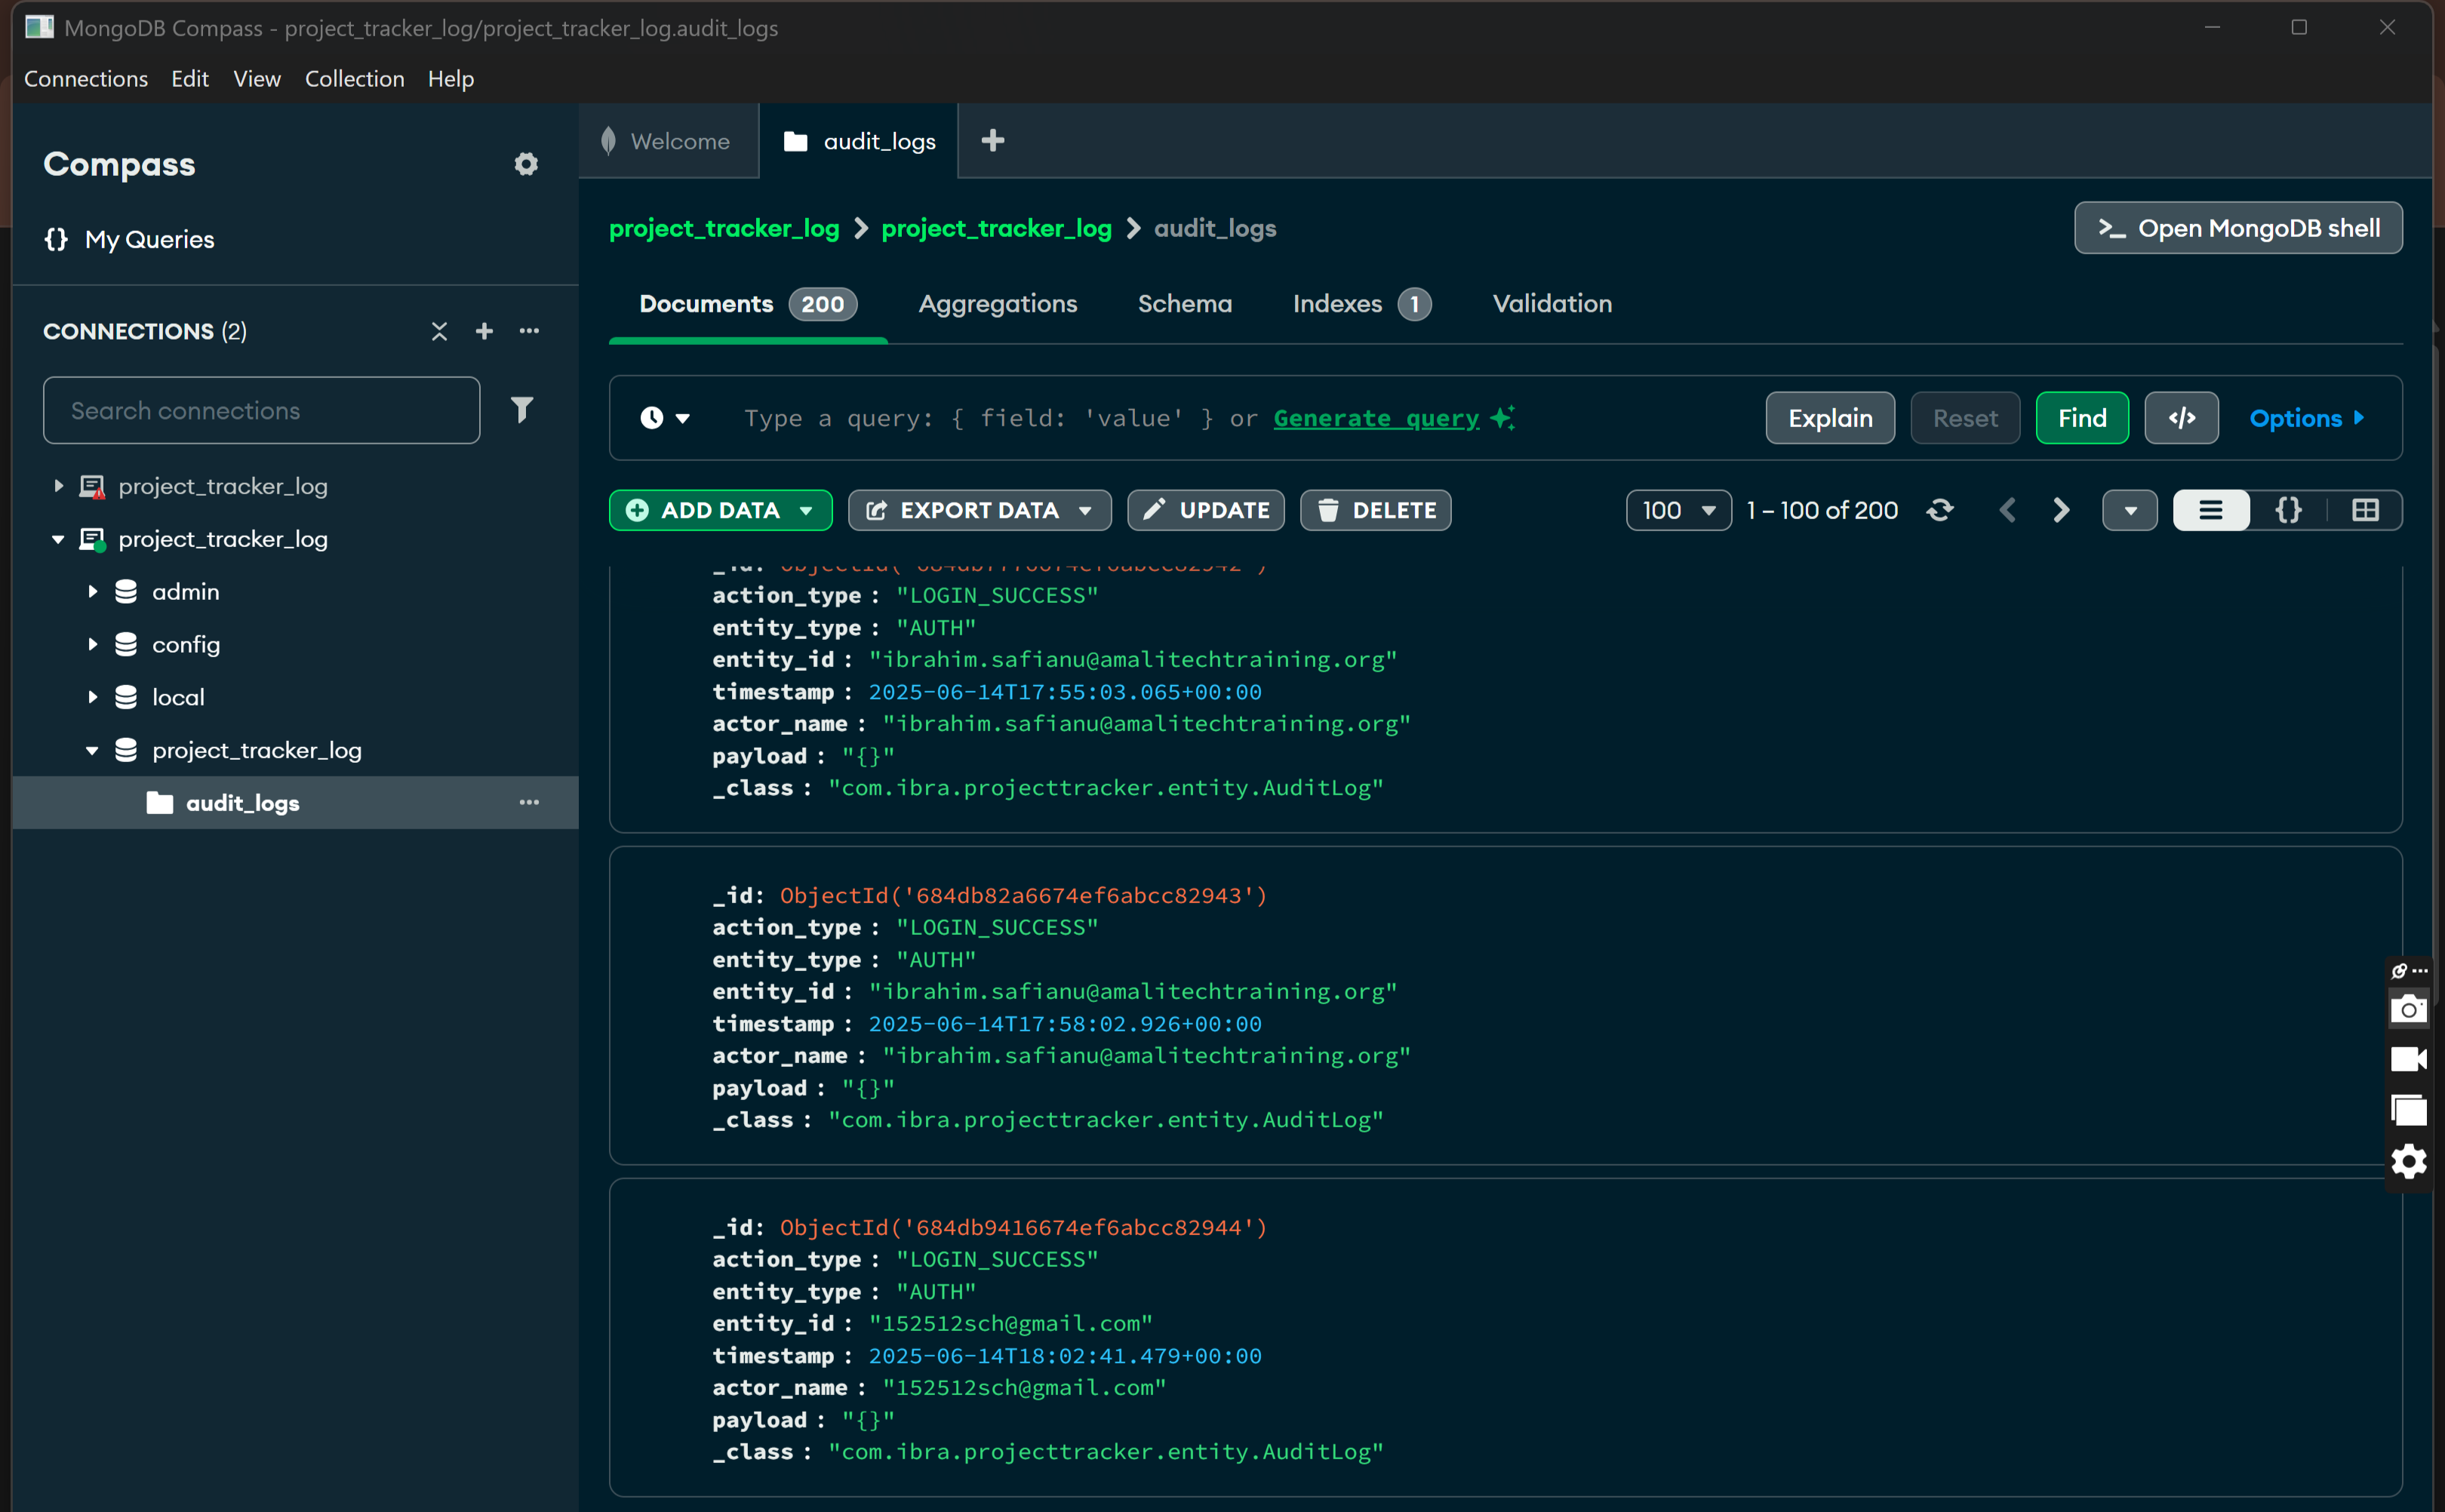 MongoDB Compass - project_tracker_log/project_tracker_log.audit_logs
Connections Edit View Collection Help
Compass
{} My Queries
CONNECTIONS (2)
Search connections
project_tracker_log
project_tracker_log
admin
config
local
project_tracker_log
audit_logs
Welcome
audit_logs
project_tracker_log > project_tracker_log > audit_logs
>_ Open MongoDB shell
Documents 200 Aggregations Schema Indexes 1 Validation
Type a query: { field: 'value' } or Generate query
Explain Reset Find </> Options
ADD DATA EXPORT DATA UPDATE DELETE
100 1 – 100 of 200 {}
action_type : "LOGIN_SUCCESS"
entity_type : "AUTH"
entity_id : "ibrahim.safianu@amalitechtraining.org"
timestamp : 2025-06-14T17:55:03.065+00:00
actor_name : "ibrahim.safianu@amalitechtraining.org"
payload : "{}"
_class : "com.ibra.projecttracker.entity.AuditLog"
_id: ObjectId('684db82a6674ef6abcc82943')
action_type : "LOGIN_SUCCESS"
entity_type : "AUTH"
entity_id : "ibrahim.safianu@amalitechtraining.org"
timestamp : 2025-06-14T17:58:02.926+00:00
actor_name : "ibrahim.safianu@amalitechtraining.org"
payload : "{}"
_class : "com.ibra.projecttracker.entity.AuditLog"
_id: ObjectId('684db9416674ef6abcc82944')
action_type : "LOGIN_SUCCESS"
entity_type : "AUTH"
entity_id : "152512sch@gmail.com"
timestamp : 2025-06-14T18:02:41.479+00:00
actor_name : "152512sch@gmail.com"
payload : "{}"
_class : "com.ibra.projecttracker.entity.AuditLog"